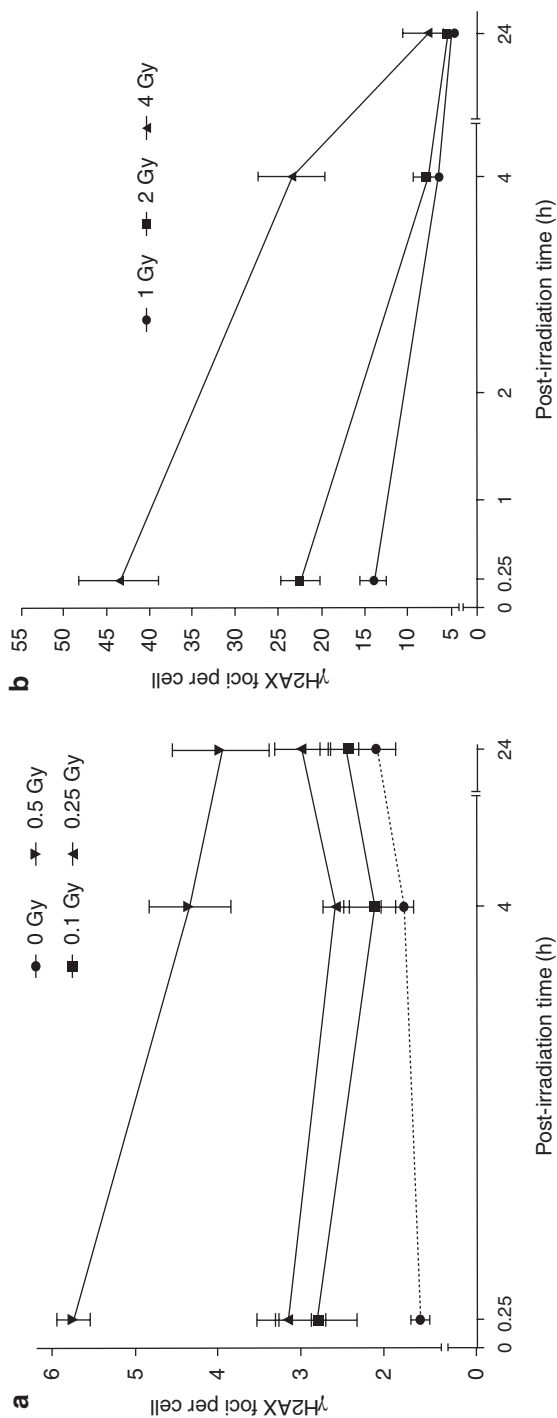 a
0 Gy 0.5 Gy
0.1 Gy 0.25 Gy
γH2AX foci per cell
6
5
4
3
2
0
0 0.25 4 24
Post-irradiation time (h)
b
1 Gy 2 Gy 4 Gy
γH2AX foci per cell
55
50
45
40
35
30
25
20
15
10
5
0
0 0.25 1 2 4 24
Post-irradiation time (h)